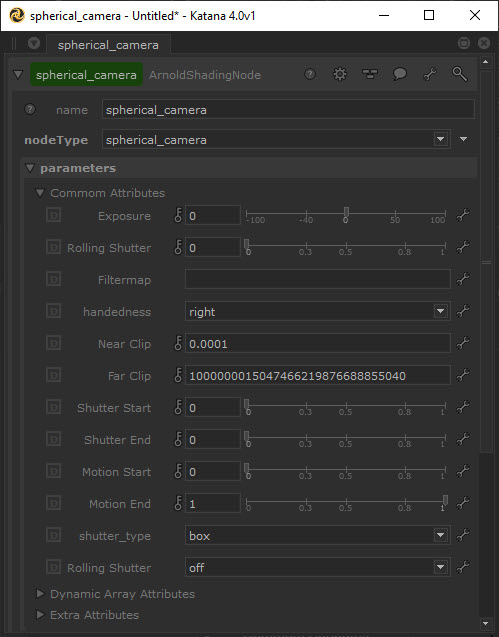 spherical_camera - Untitled* - Katana 4.0v1
spherical_camera
spherical_camera ArnoldShadingNode
name spherical_camera
nodeType spherical_camera
parameters
Commom Attributes
D Exposure 0 -100 -40 0 50 100
D Rolling Shutter 0 0 0.3 0.5 0.8 1
D Filtermap
D handedness right
Near Clip 0.0001
D Far Clip 1000000015047466219876688855040
D Shutter Start 0 0 0.3 0.5 0.8 1
D Shutter End 0 0 0.3 0.5 0.8 1
D Motion Start 0 0 0.3 0.5 0.8 1
D Motion End 1 0 0.3 0.5 0.8 1
D shutter_type box
D Rolling Shutter off
Dynamic Array Attributes
Extra Attributes